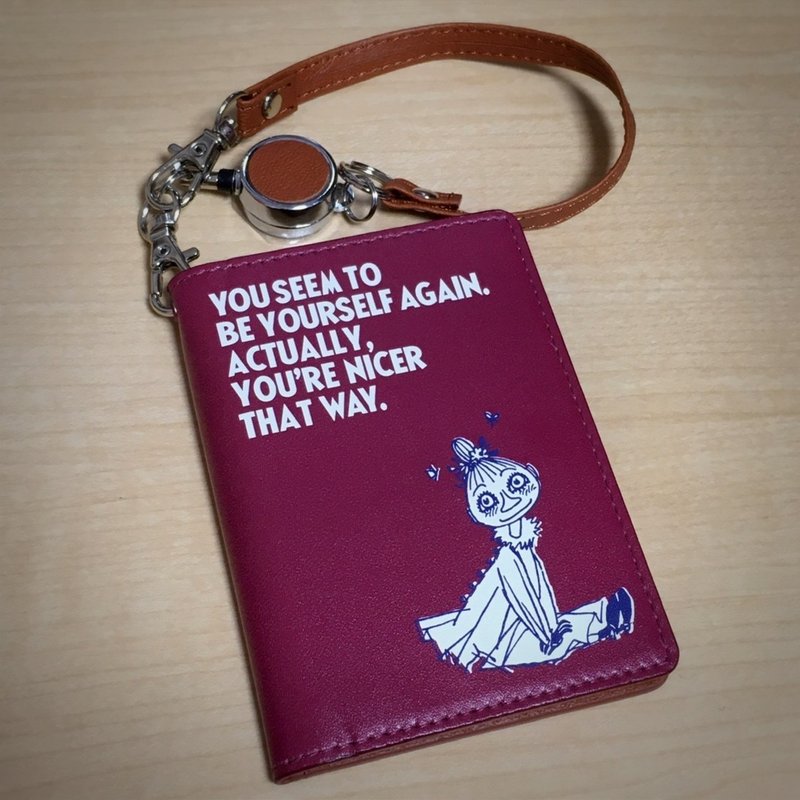 YOU SEEM TO
BE YOURSELF AGAIN.
ACTUALLY,
YOU'RE NICER
THAT WAY.